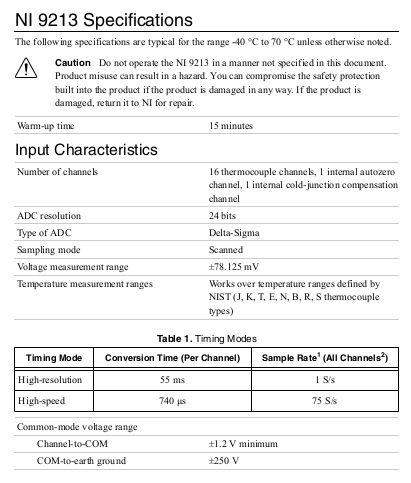 NI 9213 Specifications
The following specifications are typical for the range -40 °C to 70 °C unless otherwise noted.
Caution Do not operate the NI 9213 in a manner not specified in this document.
Product misuse can result in a hazard. You can compromise the safety protection
built into the product if the product is damaged in any way. If the product is
damaged, return it to NI for repair.
Warm-up time 15 minutes
Input Characteristics
Number of channels 16 thermocouple channels, 1 internal autozero
channel, 1 internal cold-junction compensation
channel
ADC resolution 24 bits
Type of ADC Delta-Sigma
Sampling mode Scanned
Voltage measurement range ±78.125 mV
Temperature measurement ranges Works over temperature ranges defined by
NIST (J, K, T, E, N, B, R, S thermocouple
types)
Table 1. Timing Modes
Timing Mode Conversion Time (Per Channel) Sample Rate¹ (All Channels²)
High-resolution 55 ms 1 S/s
High-speed 740 μs 75 S/s
Common-mode voltage range
Channel-to-COM ±1.2 V minimum
COM-to-earth ground ±250 V